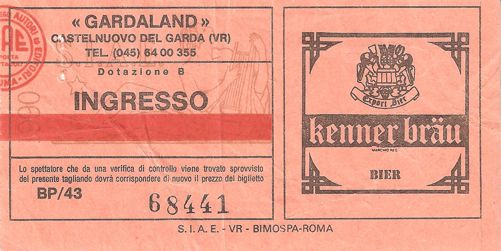 « GARDALAND »
CASTELNUOVO DEL GARDA (VR)
TEL. (045) 64 00 355
Dotazione B
INGRESSO
Lo spettatore che da una verifica di controllo viene trovato sprovvisto
del presente tagliando dovrà corrispondere di nuovo il prezzo del biglietto
BP/43
68441
Export Bier
kenner bräu
BIER
S.I.A.E. - VR - BIMOSPA-ROMA